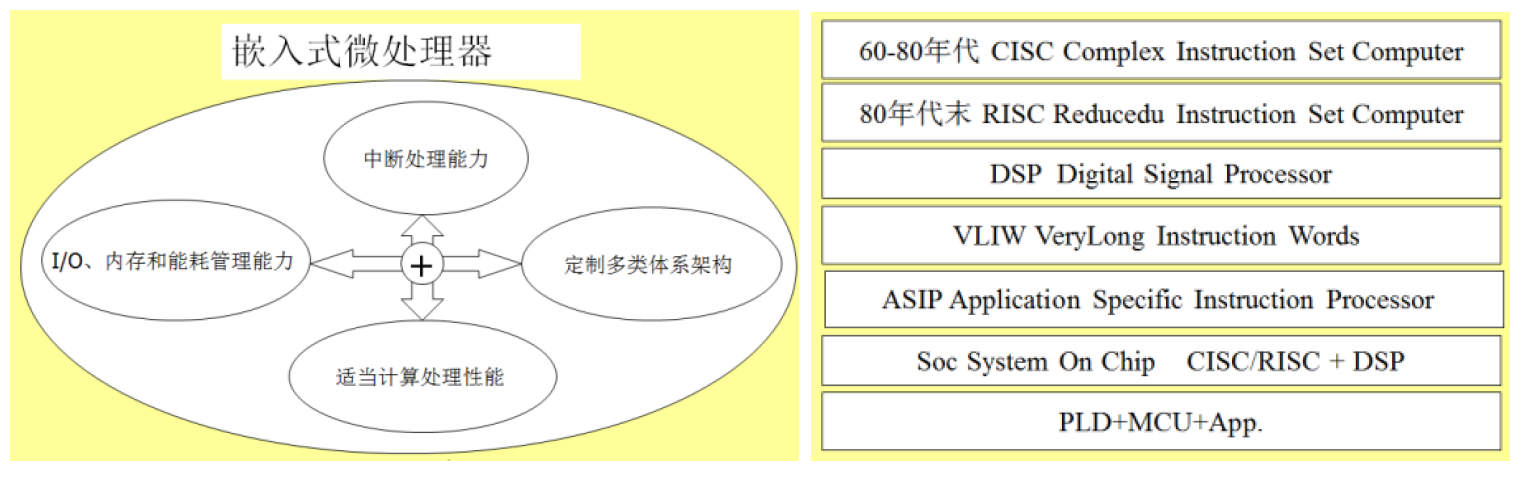 嵌入式微处理器
中断处理能力
I/O、内存和能耗管理能力
+
定制多类体系架构
适当计算处理性能
60-80年代 CISC Complex Instruction Set Computer
80年代末 RISC Reducedu Instruction Set Computer
DSP Digital Signal Processor
VLIW VeryLong Instruction Words
ASIP Application Specific Instruction Processor
Soc System On Chip CISC/RISC + DSP
PLD+MCU+App.